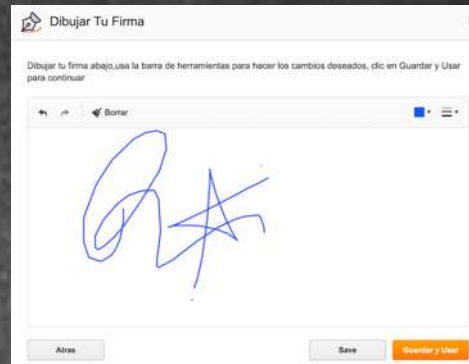 Dibujar Tu Firma
Dibujar tu firma abajo,usa la barra de herramientas para hacer los cambios deseados, clic en Guardar y Usar
para continuar
Borrar
Atras Save Guardar y Usar